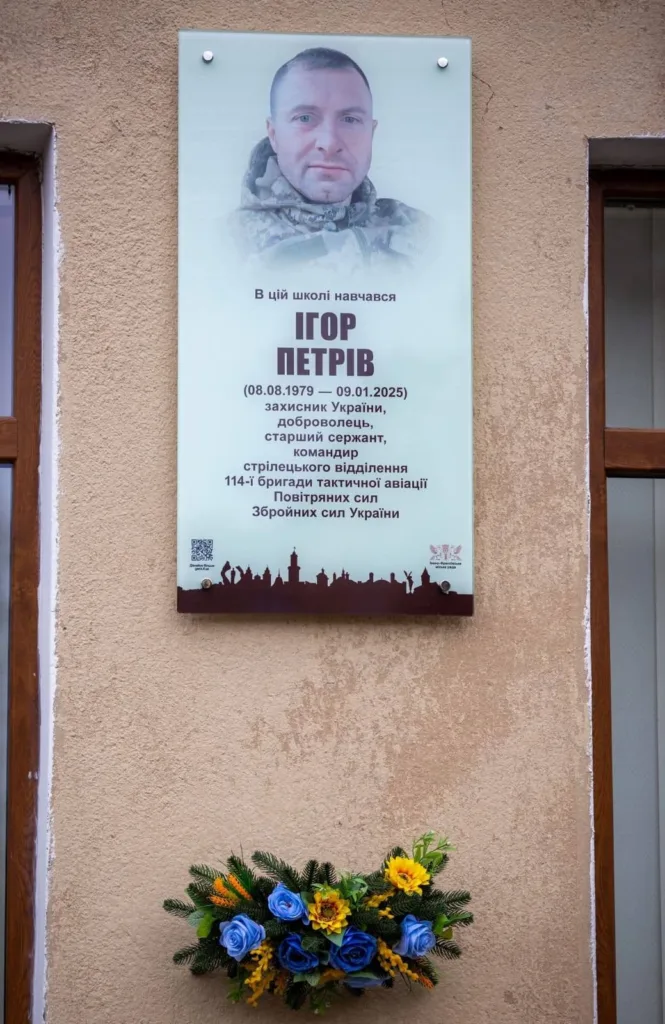 В цій школі навчався
ІГОР
ПЕТРІВ
(08.08.1979 — 09.01.2025)
захисник України,
доброволець,
старший сержант,
командир
стрілецького відділення
114-ї бригади тактичної авіації
Повітряних сил
Збройних сил України